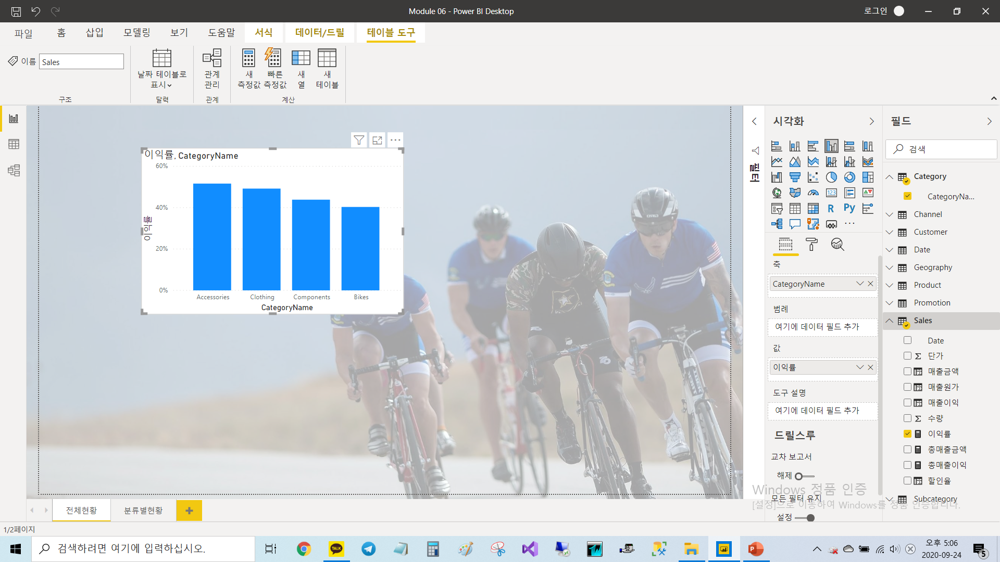 Module 06 - Power BI Desktop
로그인
파일 홈 삽입 모델링 보기 도움말 서식 데이터/드릴 테이블 도구
이름 Sales
날짜 테이블로 표시
관계 관리
새 측정값
빠른 측정값
새 열
새 테이블
구조 달력 관계 계산
이익률, CategoryName
60%
40%
20%
0%
이익률
Accessories Clothing Components Bikes
CategoryName
필터
시각화
123
R Py
축
CategoryName
범례
여기에 데이터 필드 추가
값
이익률
도구 설명
여기에 데이터 필드 추가
드릴스루
교차 보고서
해제
모든 필터 유지
설정
필드
검색
Category
CategoryNa...
Channel
Customer
Date
Geography
Product
Promotion
Sales
Date
단가
매출금액
매출원가
매출이익
수량
이익률
총매출금액
총매출이익
할인율
Subcategory
Windows 정품 인증
[설정]으로 이동하여 Windows를 정품 인증합니다.
전체현황 분류별현황
1/2페이지
검색하려면 여기에 입력하십시오.
TALK
오후 5:06
2020-09-24
5